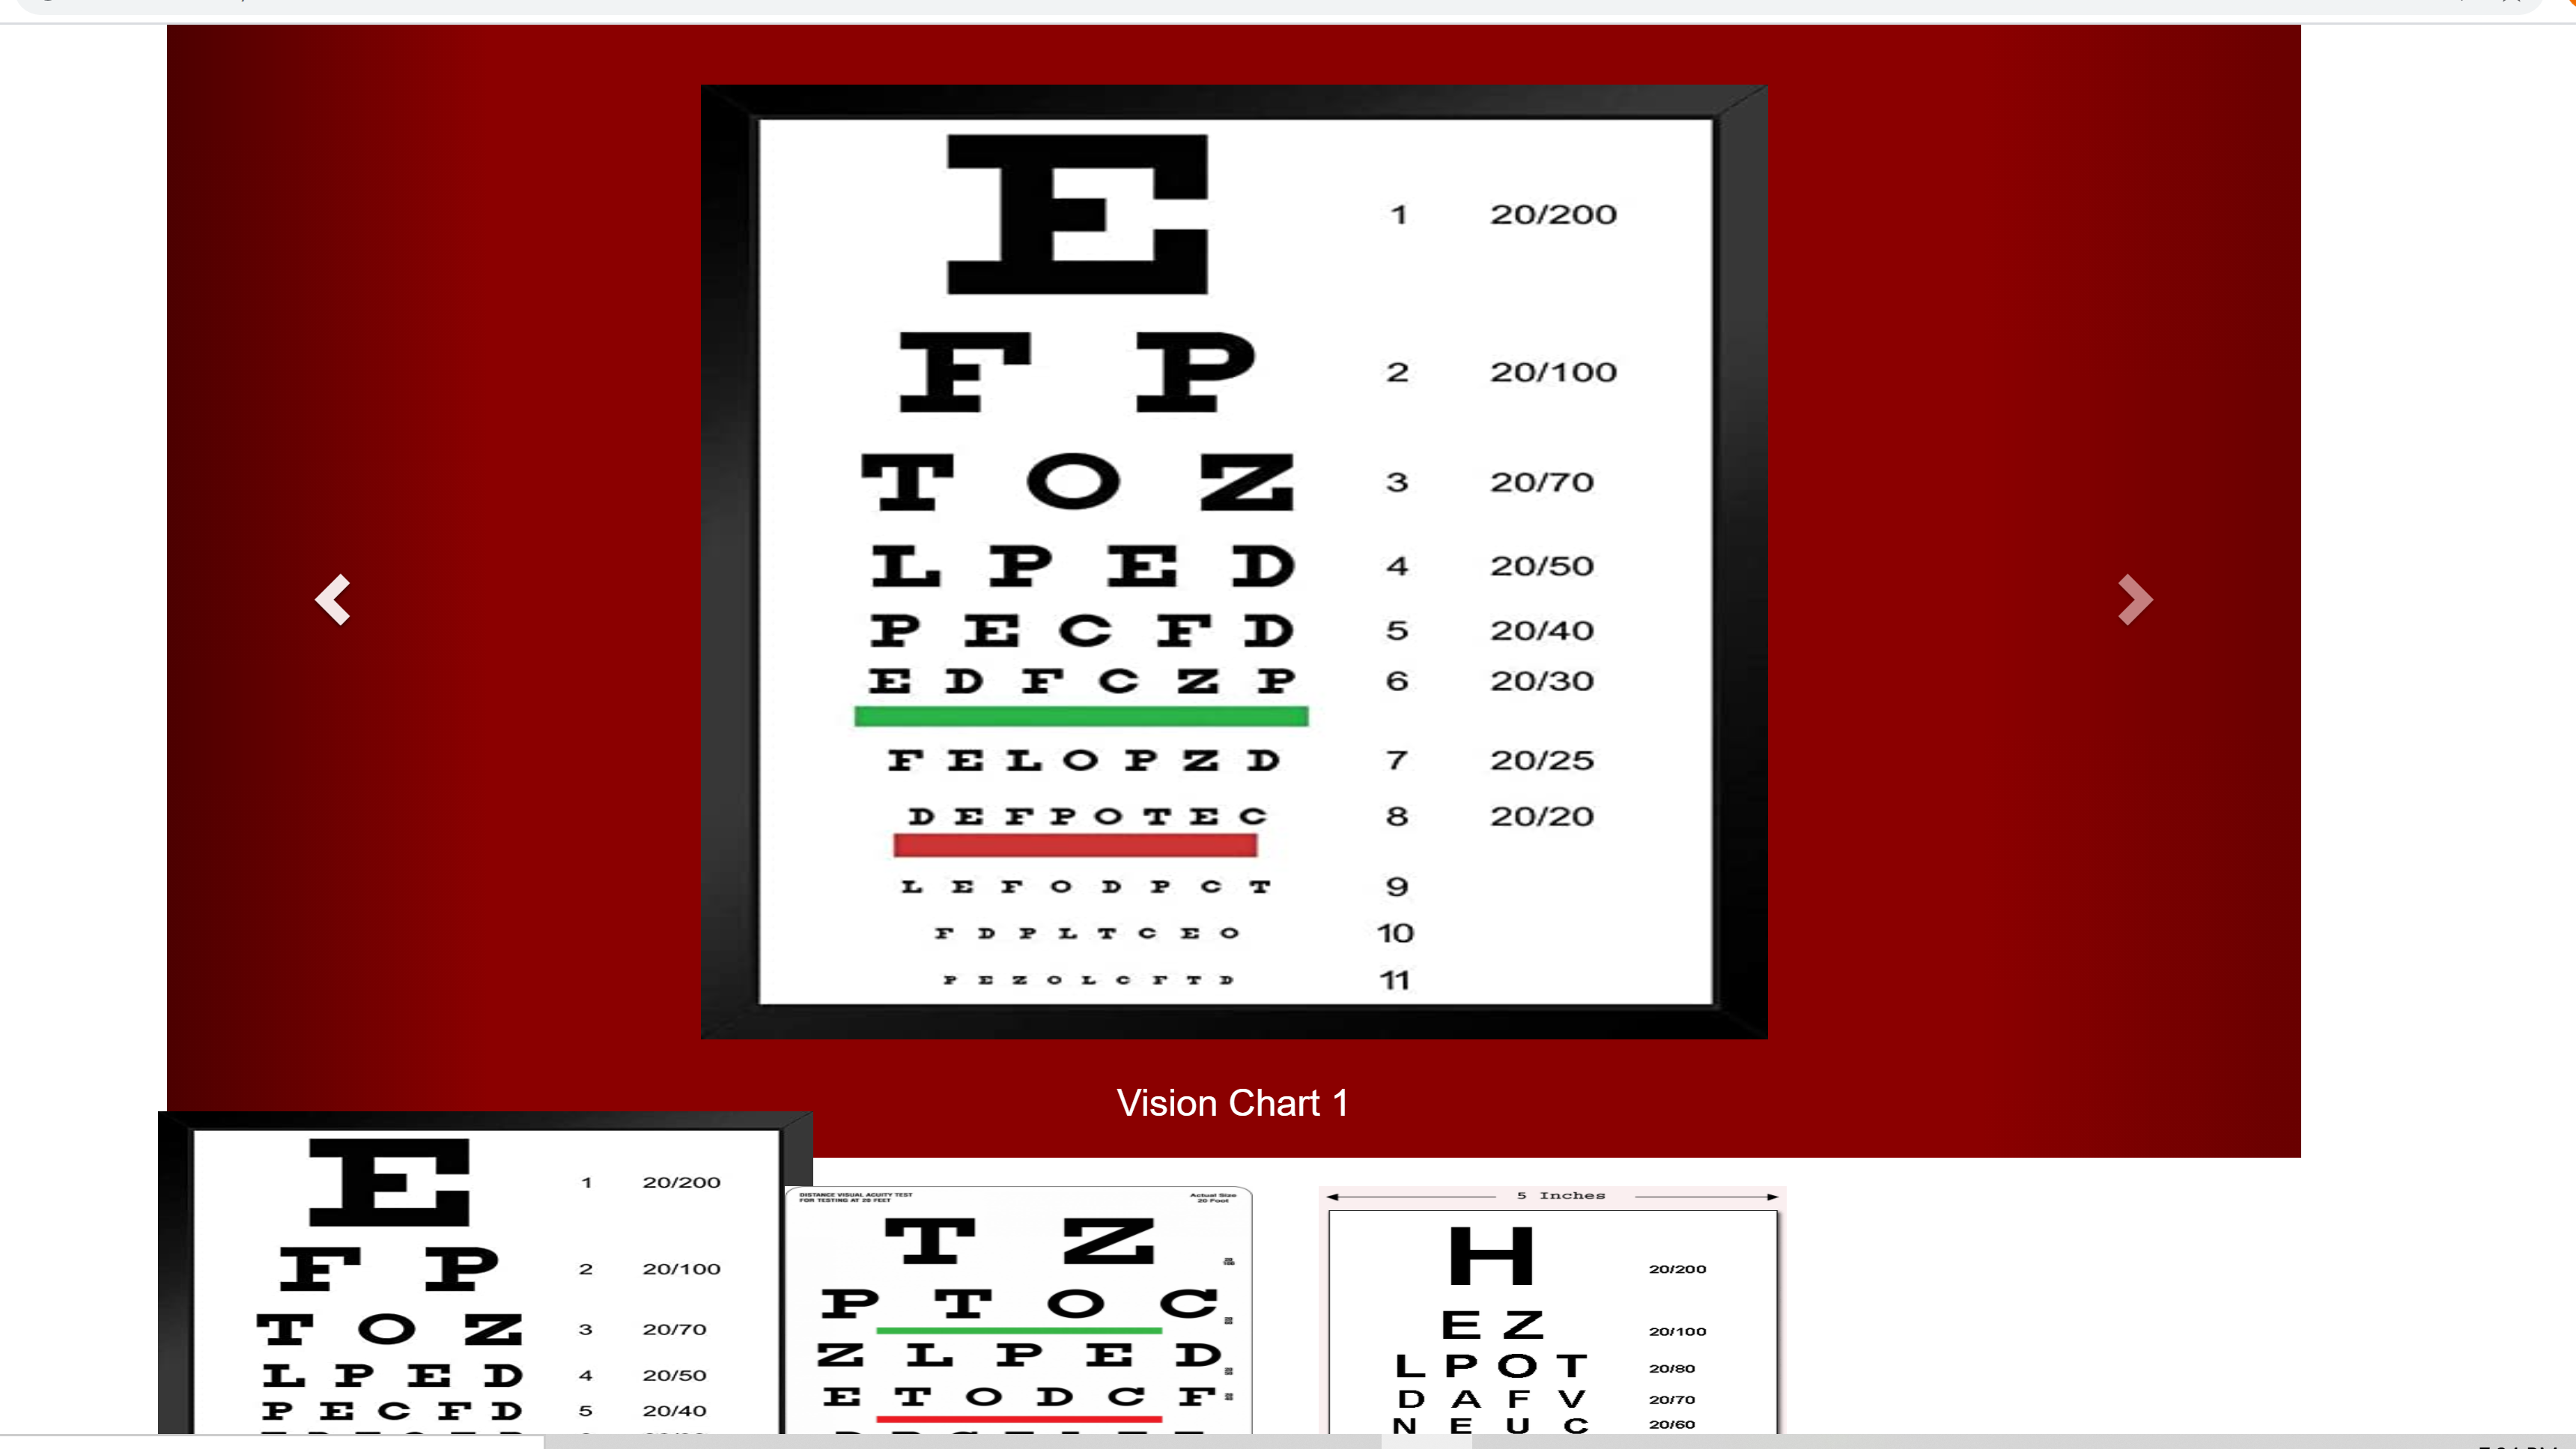 E 1 20/200
F P 2 20/100
T O Z 3 20/70
L P E D 4 20/50
P E C F D 5 20/40
E D F C Z P 6 20/30
F E L O P Z D 7 20/25
D E F P O T E C 8 20/20
L E F O D P C T 9
F D P L T C E O 10
P E Z O L C F T D 11
Vision Chart 1
E 1 20/200
F P 2 20/100
T O Z 3 20/70
L P E D 4 20/50
P E C F D 5 20/40
DISTANCE VISUAL ACUITY TEST
FOR TESTING AT 20 FEET
Actual Size
20 Foot
T Z
P T O C
Z L P E D
E T O D C F
5 Inches
H 20/200
E Z 20/100
L P O T 20/80
D A F V 20/70
N E U C 20/60